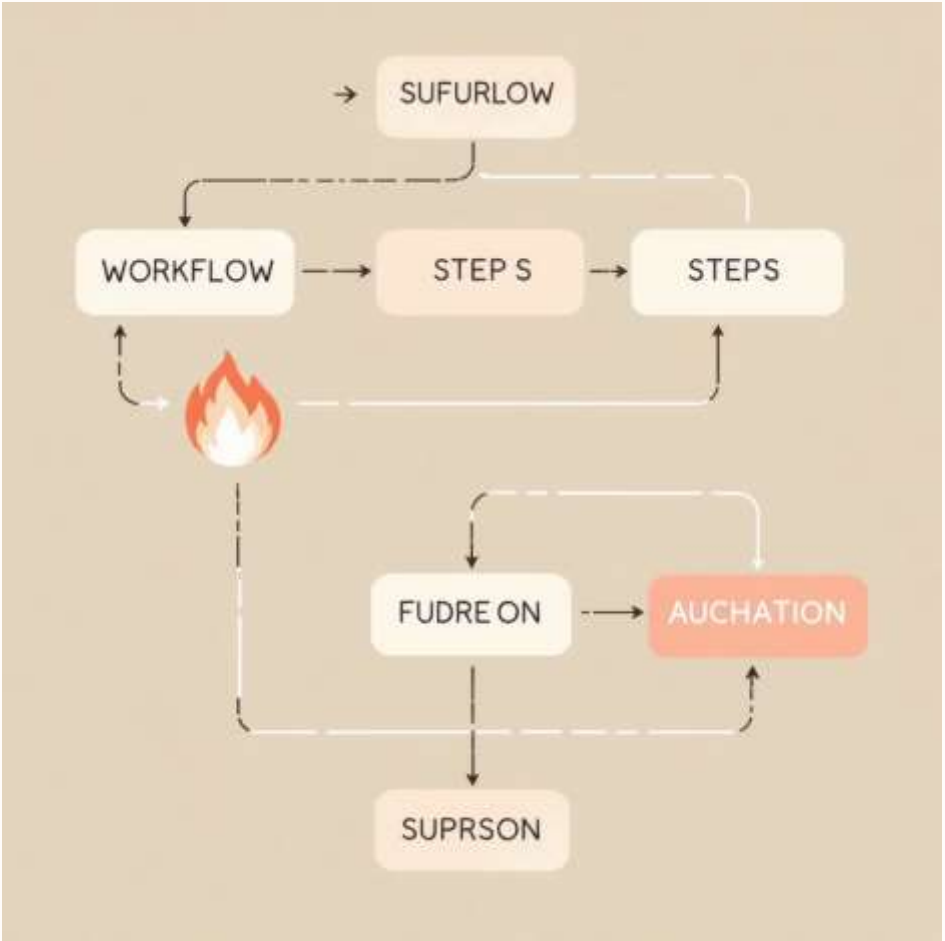 SUFURLOW
WORKFLOW
STEP S
STEPS
FUDRE ON
AUCHATION
SUPRSON